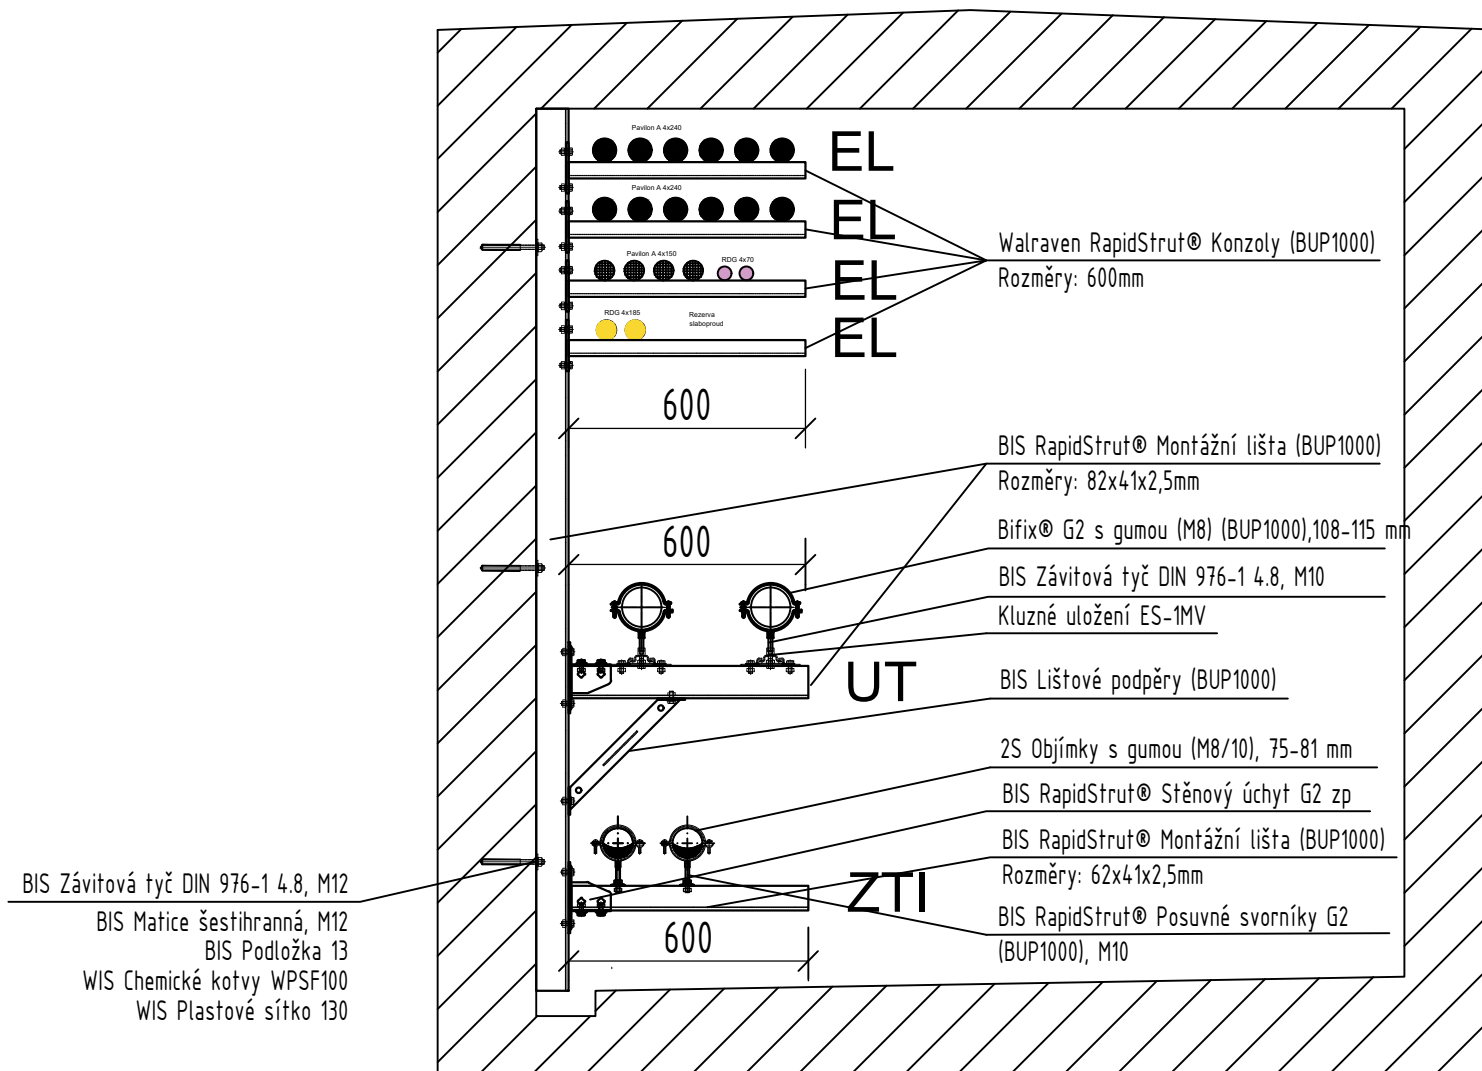 Pavilon A 4x240
EL
Pavilon A 4x240
EL
Pavilon A 4x150
RDG 4x70
EL
RDG 4x185
Rezerva
slaboproud
EL
Walraven RapidStrut® Konzoly (BUP1000)
Rozměry: 600mm
600
BIS RapidStrut® Montážní lišta (BUP1000)
Rozměry: 82x41x2,5mm
600
Bifix® G2 s gumou (M8) (BUP1000),108-115 mm
BIS Závitová tyč DIN 976-1 4.8, M10
Kluzné uložení ES-1MV
UT
BIS Lištové podpěry (BUP1000)
2S Objímky s gumou (M8/10), 75-81 mm
BIS RapidStrut® Stěnový úchyt G2 zp
BIS RapidStrut® Montážní lišta (BUP1000)
Rozměry: 62x41x2,5mm
ZTI
BIS RapidStrut® Posuvné svorníky G2
(BUP1000), M10
600
BIS Závitová tyč DIN 976-1 4.8, M12
BIS Matice šestihranná, M12
BIS Podložka 13
WIS Chemické kotvy WPSF100
WIS Plastové sítko 130